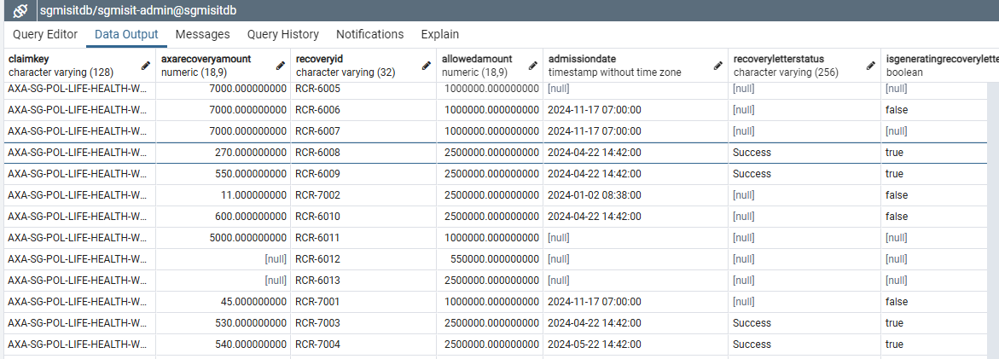 sgmisitdb/sgmisit-admin@sgmisitdb
Query Editor Data Output Messages Query History Notifications Explain
claimkey axarecoveryamount recoveryid allowedamount admissiondate recoveryletterstatus isgeneratingrecoverylette
character varying (128) numeric (18,9) character varying (32) numeric (18,9) timestamp without time zone character varying (256) boolean
AXA-SG-POL-LIFE-HEALTH-W... 7000.000000000 RCR-6005 1000000.000000000 [null] [null] [null]
AXA-SG-POL-LIFE-HEALTH-W... 7000.000000000 RCR-6006 1000000.000000000 2024-11-17 07:00:00 [null] false
AXA-SG-POL-LIFE-HEALTH-W... 7000.000000000 RCR-6007 1000000.000000000 2024-11-17 07:00:00 [null] [null]
AXA-SG-POL-LIFE-HEALTH-W... 270.000000000 RCR-6008 2500000.000000000 2024-04-22 14:42:00 Success true
AXA-SG-POL-LIFE-HEALTH-W... 550.000000000 RCR-6009 2500000.000000000 2024-04-22 14:42:00 Success true
AXA-SG-POL-LIFE-HEALTH-W... 11.000000000 RCR-7002 2500000.000000000 2024-01-02 08:38:00 [null] false
AXA-SG-POL-LIFE-HEALTH-W... 600.000000000 RCR-6010 2500000.000000000 2024-04-22 14:42:00 [null] false
AXA-SG-POL-LIFE-HEALTH-W... 5000.000000000 RCR-6011 1000000.000000000 [null] [null] [null]
AXA-SG-POL-LIFE-HEALTH-W... [null] RCR-6012 550000.000000000 [null] [null] [null]
AXA-SG-POL-LIFE-HEALTH-W... [null] RCR-6013 2500000.000000000 [null] [null] [null]
AXA-SG-POL-LIFE-HEALTH-W... 45.000000000 RCR-7001 1000000.000000000 2024-11-17 07:00:00 [null] false
AXA-SG-POL-LIFE-HEALTH-W... 530.000000000 RCR-7003 2500000.000000000 2024-04-22 14:42:00 Success true
AXA-SG-POL-LIFE-HEALTH-W... 540.000000000 RCR-7004 2500000.000000000 2024-05-22 14:42:00 Success true